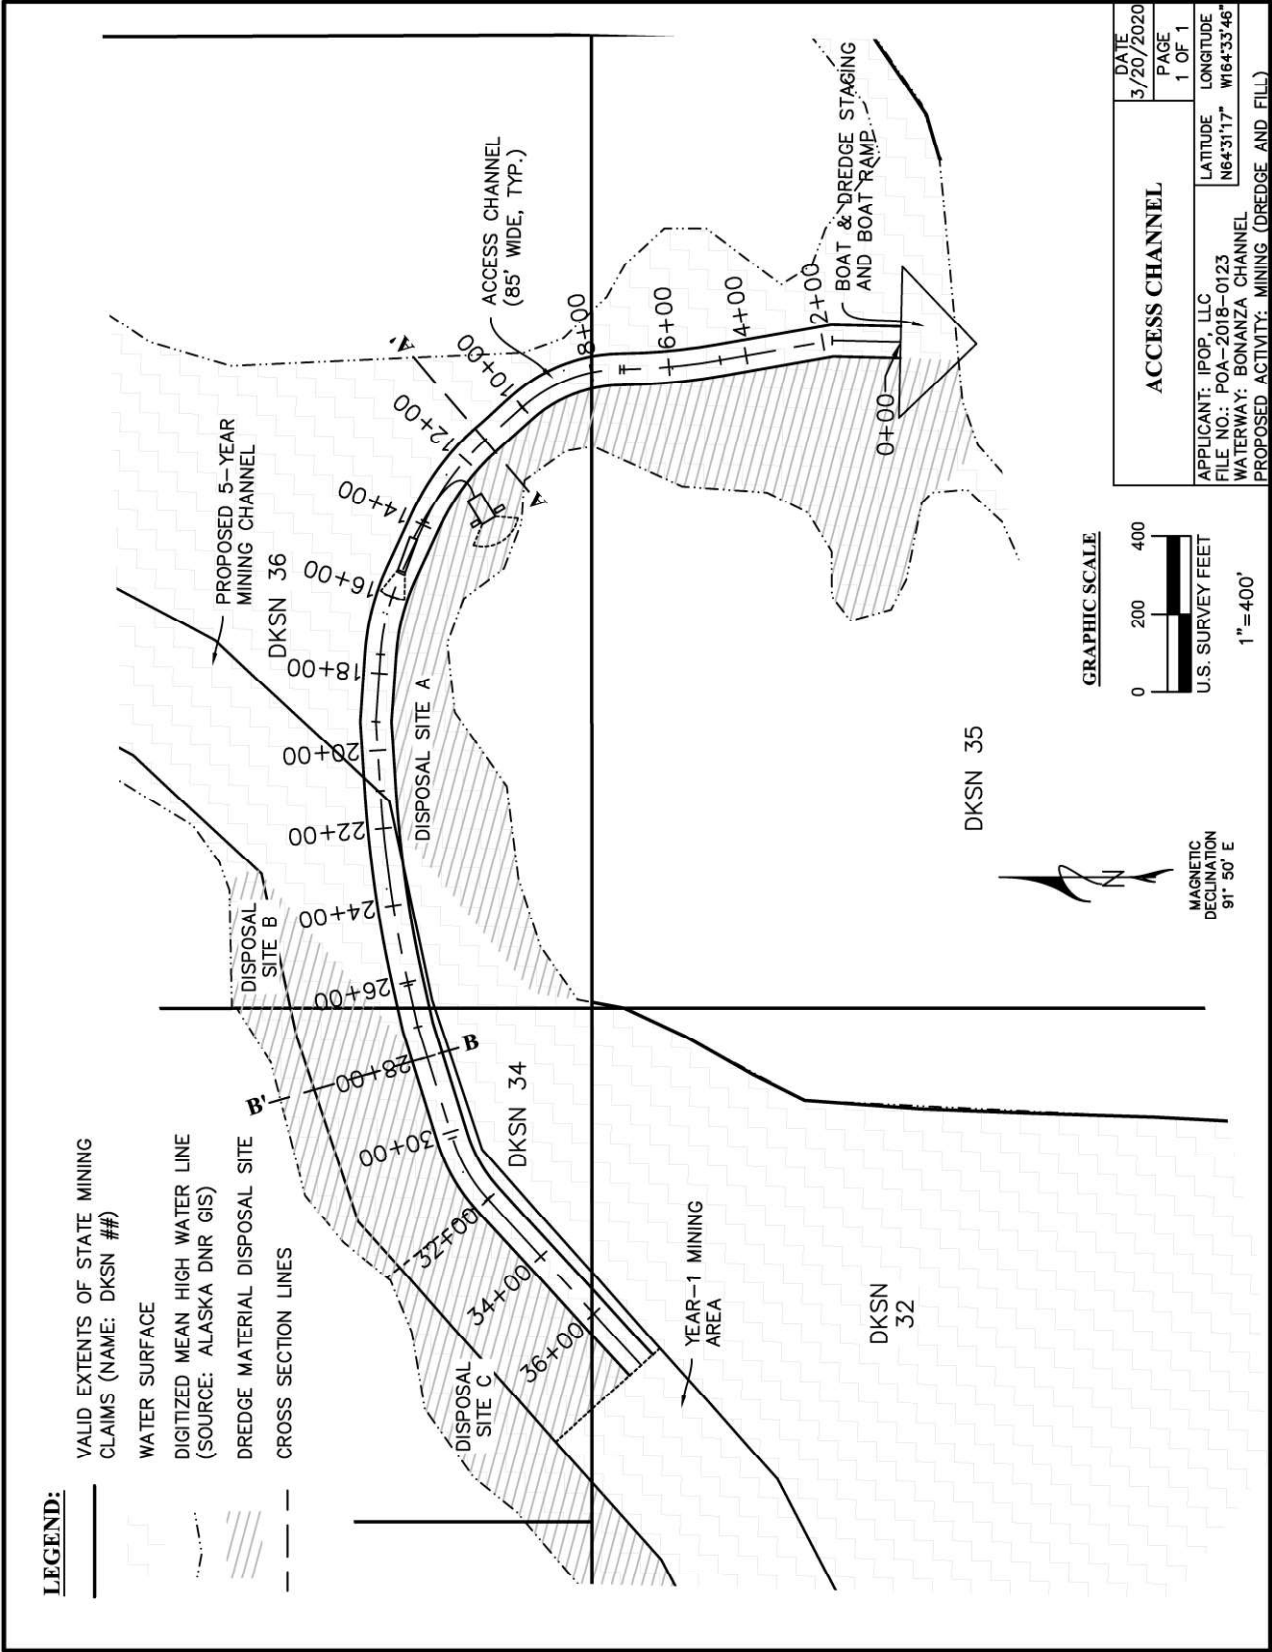 LEGEND:
VALID EXTENTS OF STATE MINING
CLAIMS (NAME: DKSN ##)
WATER SURFACE
DIGITIZED MEAN HIGH WATER LINE
(SOURCE: ALASKA DNR GIS)
DREDGE MATERIAL DISPOSAL SITE
CROSS SECTION LINES
PROPOSED 5-YEAR
MINING CHANNEL
DKSN 36
ACCESS CHANNEL
(85' WIDE, TYP.)
DISPOSAL
SITE B
DISPOSAL SITE A
DISPOSAL
SITE C
B'
B
A'
A
36+00
34+00
32+00
30+00
28+00
26+00
24+00
22+00
20+00
18+00
16+00
14+00
12+00
10+00
8+00
6+00
4+00
2+00
0+00
BOAT & DREDGE STAGING
AND BOAT RAMP
DKSN 34
YEAR-1 MINING
AREA
DKSN
32
DKSN 35
N
MAGNETIC
DECLINATION
91° 50' E
GRAPHIC SCALE
0
200
400
U.S. SURVEY FEET
1"=400'
ACCESS CHANNEL
DATE
3/20/2020
PAGE
1 OF 1
APPLICANT: IPOP, LLC
FILE NO.: POA-2018-0123
WATERWAY: BONANZA CHANNEL
PROPOSED ACTIVITY: MINING (DREDGE AND FILL)
LATITUDE
N64°31'17"
LONGITUDE
W164°33'46"